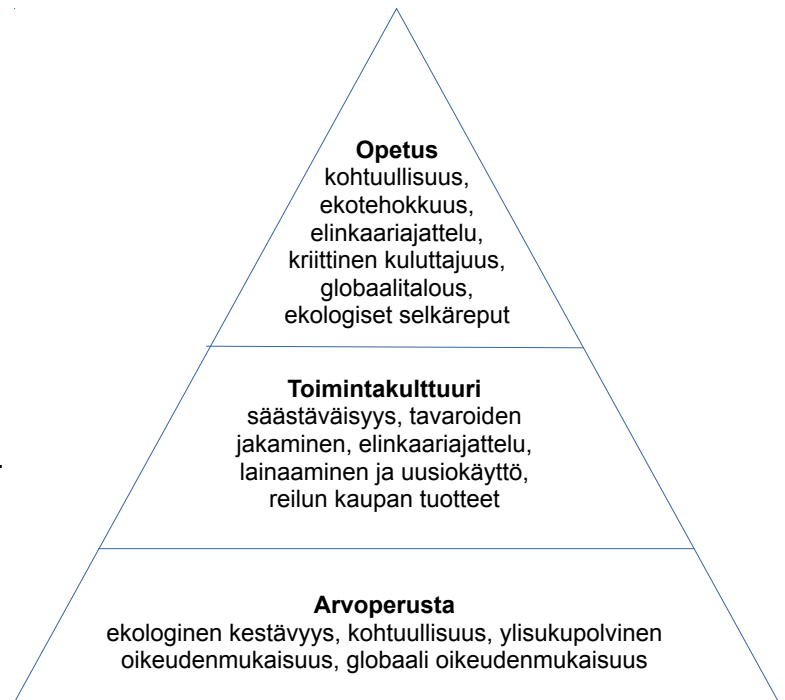 Opetus
kohtuullisuus,
ekotehokkuus,
elinkaariajattelu,
kriittinen kuluttajuus,
globaalitalous,
ekologiset selkäreput
Toimintakulttuuri
säästäväisyys, tavaroiden
jakaminen, elinkaariajattelu,
lainaaminen ja uusiokäyttö,
reilun kaupan tuotteet
Arvoperusta
ekologinen kestävyys, kohtuullisuus, ylisukupolvinen
oikeudenmukaisuus, globaali oikeudenmukaisuus